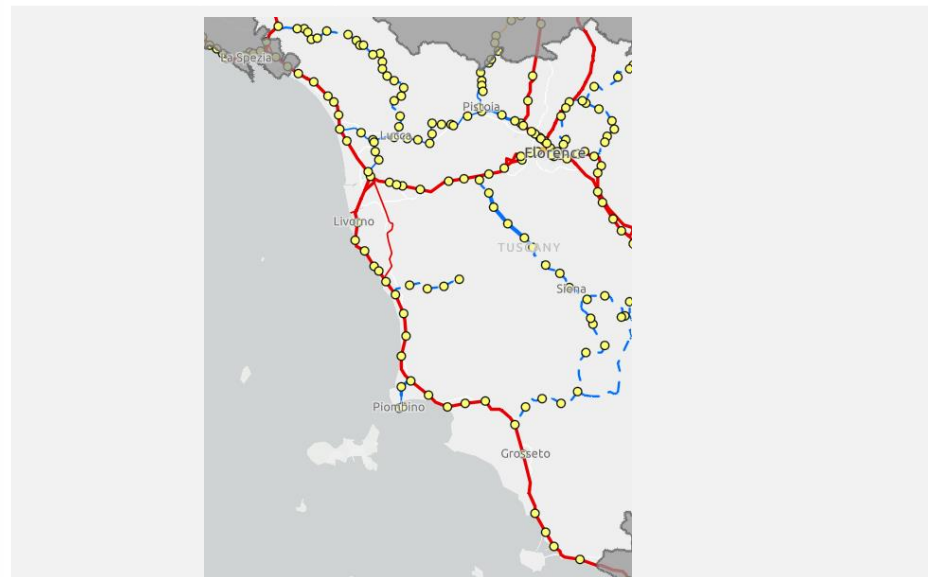 La Spezia
Pistoia
Lucca
Florence
Livorno
TUSCANY
Siena
Piombino
Grosseto